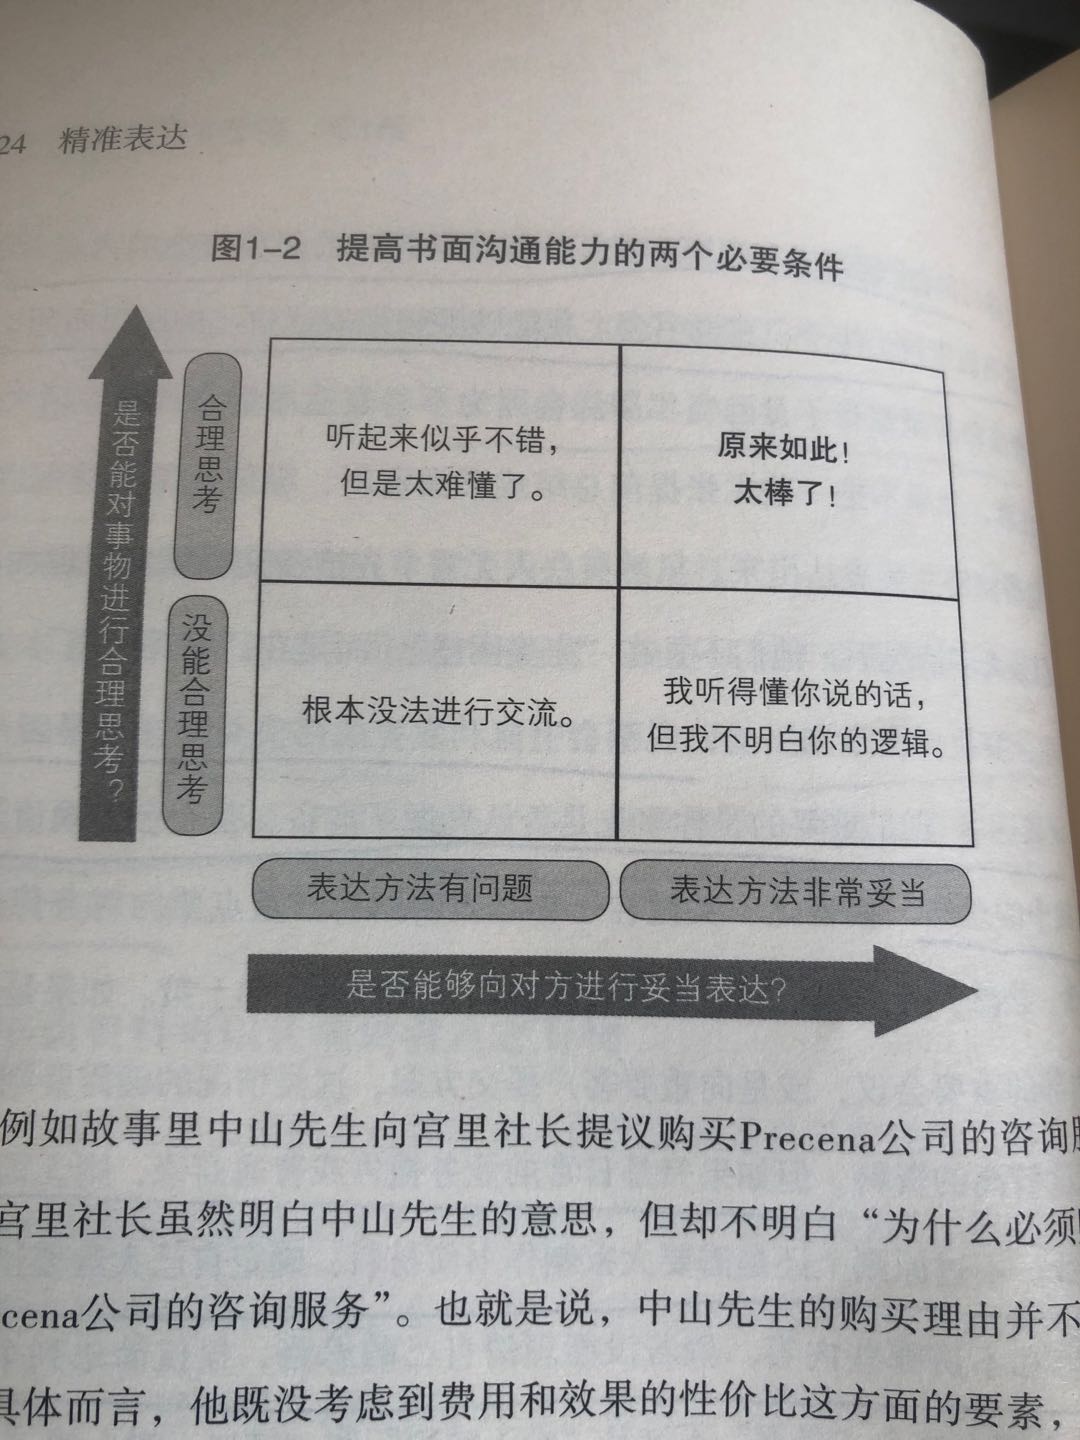 24 精准表达
图1-2 提高书面沟通能力的两个必要条件
是否能对事物进行合理思考?
合理思考
听起来似乎不错，
但是太难懂了。
原来如此!
太棒了!
没能合理思考
根本没法进行交流。
我听得懂你说的话，
但我不明白你的逻辑。
表达方法有问题
表达方法非常妥当
是否能够向对方进行妥当表达?
例如故事里中山先生向宫里社长提议购买Precena公司的咨询
宫里社长虽然明白中山先生的意思，但却不明白“为什么必须
cena公司的咨询服务”。也就是说，中山先生的购买理由并不
具体而言，他既没考虑到费用和效果的性价比这方面的要素，